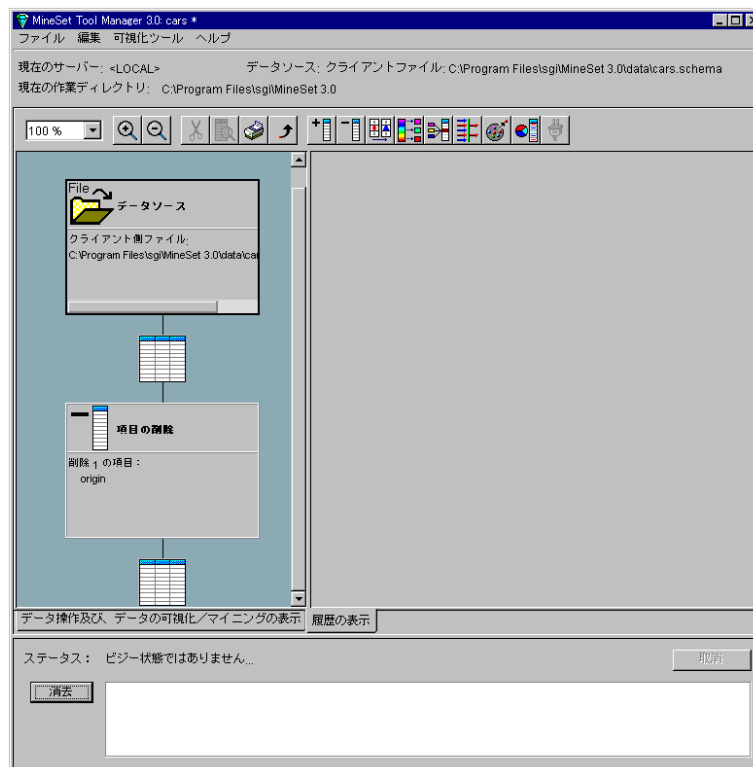 MineSet Tool Manager 3.0: cars *
ファイル 編集 可視化ツール ヘルプ
現在のサーバー: <LOCAL> データソース: クライアントファイル: C:\Program Files\sgi\MineSet 3.0\data\cars.schema
現在の作業ディレクトリ: C:\Program Files\sgi\MineSet 3.0
100 %
File
データソース
クライアント側ファイル:
C:\Program Files\sgi\MineSet 3.0\data\ca
項目の削除
削除 1 の項目:
origin
データ操作及び、データの可視化/マイニングの表示 履歴の表示
ステータス: ビジー状態ではありません... 取消
消去